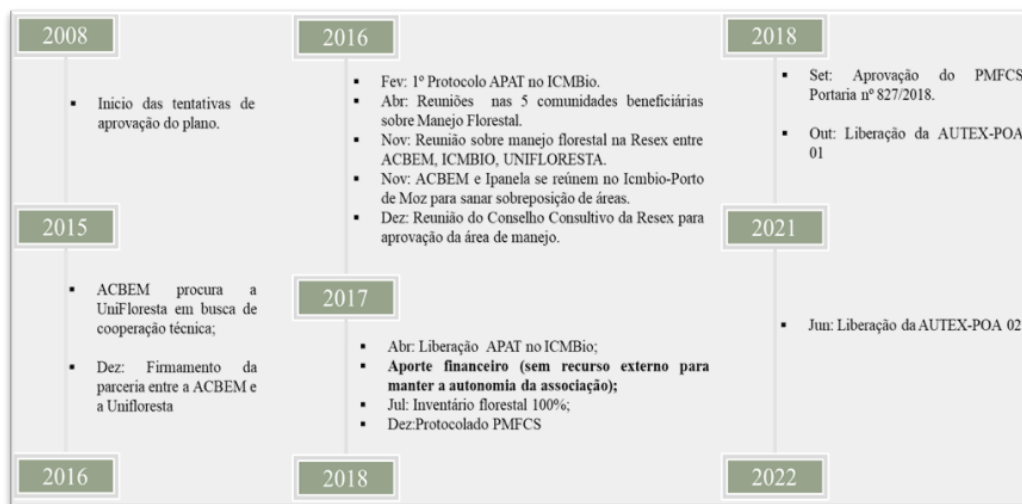 2008
Inicio das tentativas de
aprovação do plano.
2015
ACBEM procura a
UniFloresta em busca de
cooperação técnica;
Dez: Firmamento da
parceria entre a ACBEM e
a Unifloresta
2016
2016
Fev: 1º Protocolo APAT no ICMBio.
Abr: Reuniões nas 5 comunidades beneficiárias
sobre Manejo Florestal.
Nov: Reunião sobre manejo florestal na Resex entre
ACBEM, ICMBIO, UNIFLORESTA.
Nov: ACBEM e Ipanela se reúnem no Icmbio-Porto
de Moz para sanar sobreposição de áreas.
Dez: Reunião do Conselho Consultivo da Resex para
aprovação da área de manejo.
2017
Abr: Liberação APAT no ICMBio;
Aporte financeiro (sem recurso externo para
manter a autonomia da associação);
Jul: Inventário florestal 100%;
Dez:Protocolado PMFCS
2018
2018
Set: Aprovação do PMFCS
Portaria nº 827/2018.
Out: Liberação da AUTEX-POA
01
2021
Jun: Liberação da AUTEX-POA 02
2022